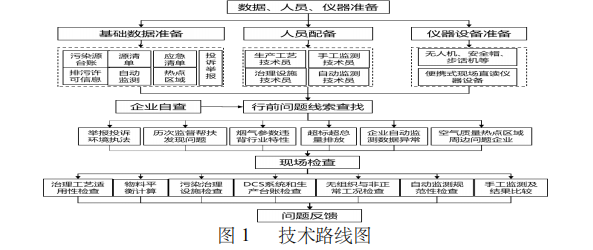 数据、人员、仪器准备
基础数据准备 人员配备 仪器设备准备
污染源台账 源清单 应急清单 投诉举报
排污许可信息 自动监测 热点区域
生产工艺技术员 手工监测技术员
治理设施技术员 自动监测技术员
无人机、安全帽、步话机等
便携式现场直读仪器设备
企业自查 行前问题线索查找
举报投诉环境执法 历次监督帮扶发现问题 烟气参数违背行业特性 超标超总量排放 企业自动监测数据异常 空气质量热点区域周边问题企业
现场检查
治理工艺适用性检查 物料平衡计算 污染治理设施检查 DCS系统和生产台账检查 无组织与非正常工况检查 自动监测规范性检查 手工监测及结果比较
问题反馈
图 1 技术路线图